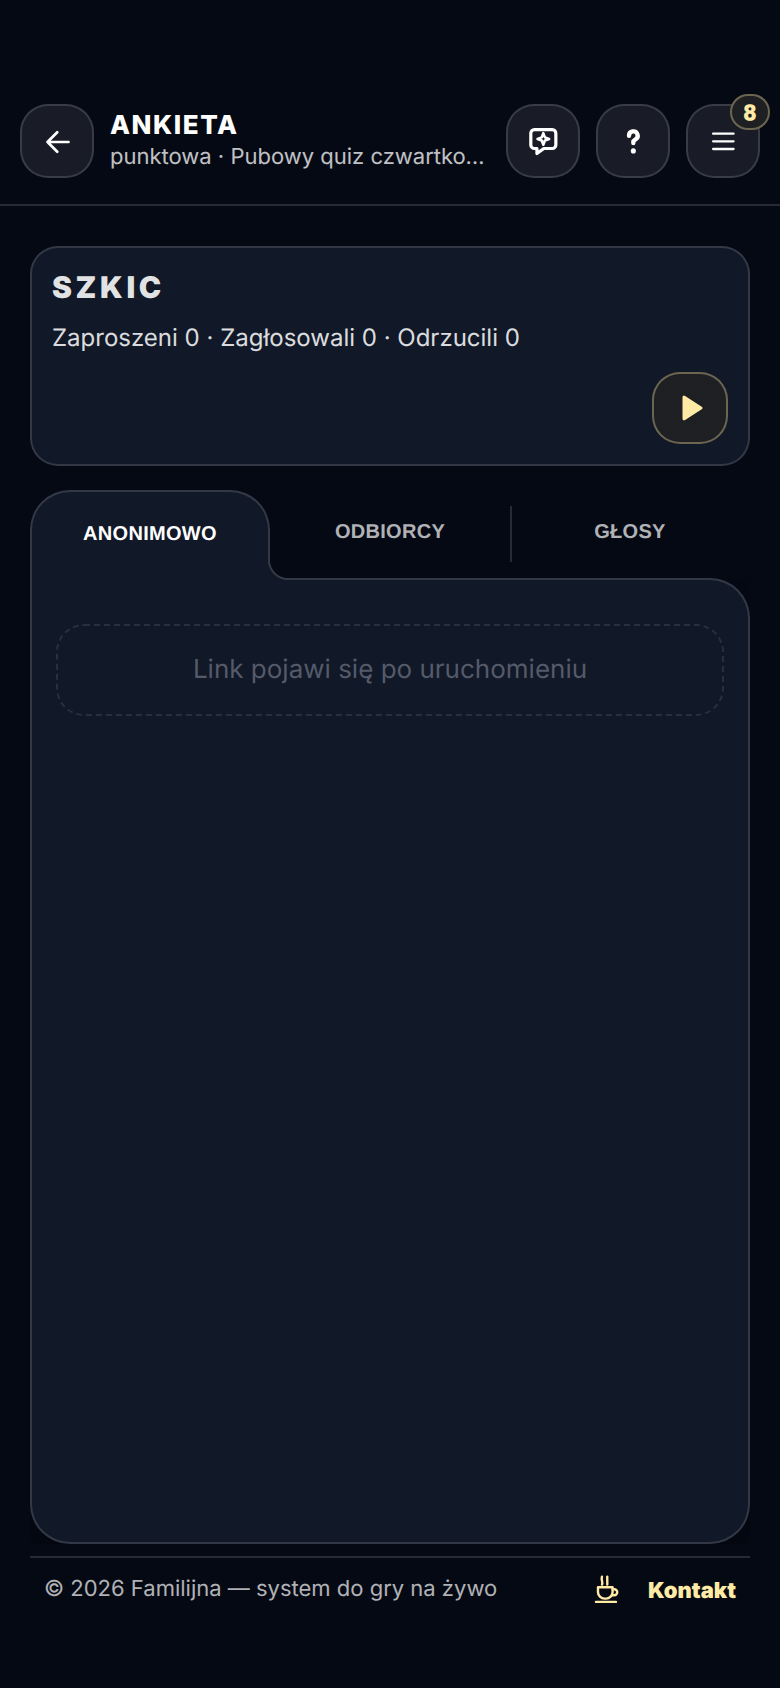 ANKIETA
punktowa · Pubowy quiz czwartko...
8
SZKIC
Zaproszeni 0 · Zagłosowali 0 · Odrzucili 0
ANONIMOWO
ODBIORCY
GŁOSY
Link pojawi się po uruchomieniu
© 2026 Familijna — system do gry na żywo
Kontakt